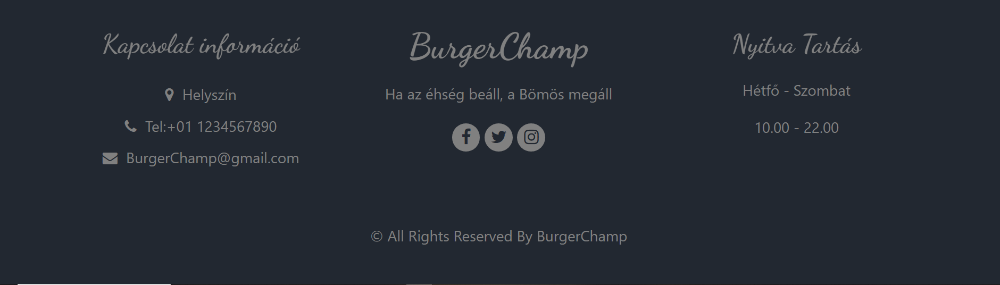 Kapcsolat információ
Helyszín
Tel:+01 1234567890
BurgerChamp@gmail.com
BurgerChamp
Ha az éhség beáll, a Bömös megáll
Nyitva Tartás
Hétfő - Szombat
10.00 - 22.00
© All Rights Reserved By BurgerChamp